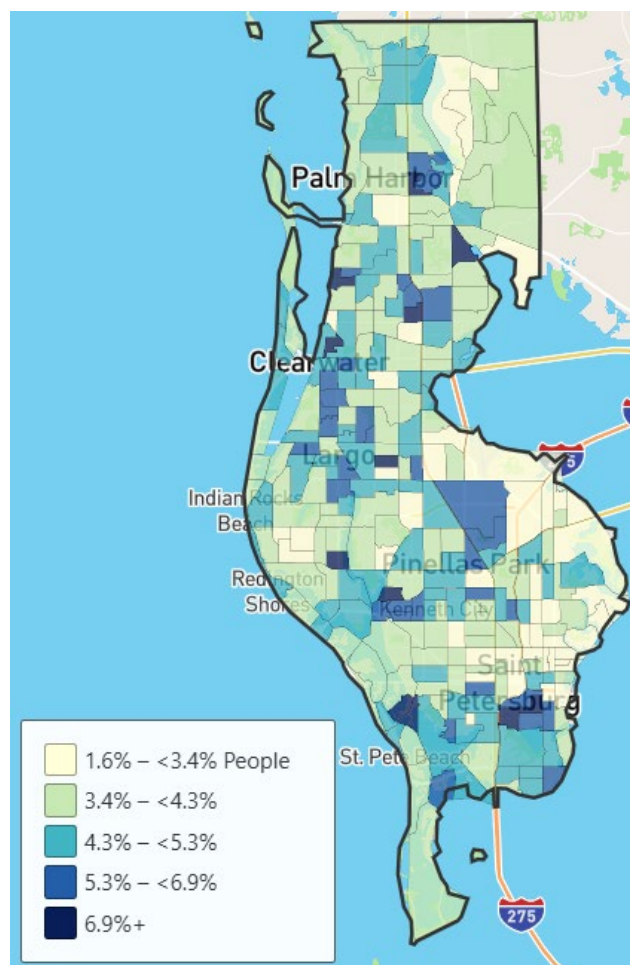 Palm Harbor
Clearwater
Largo
Indian Rocks
Beach
Pinellas Park
Redington
Shores
Kenneth City
Saint
Petersburg
St. Pete Beach
1.6% – <3.4% People
3.4% – <4.3%
4.3% – <5.3%
5.3% – <6.9%
6.9%+
275